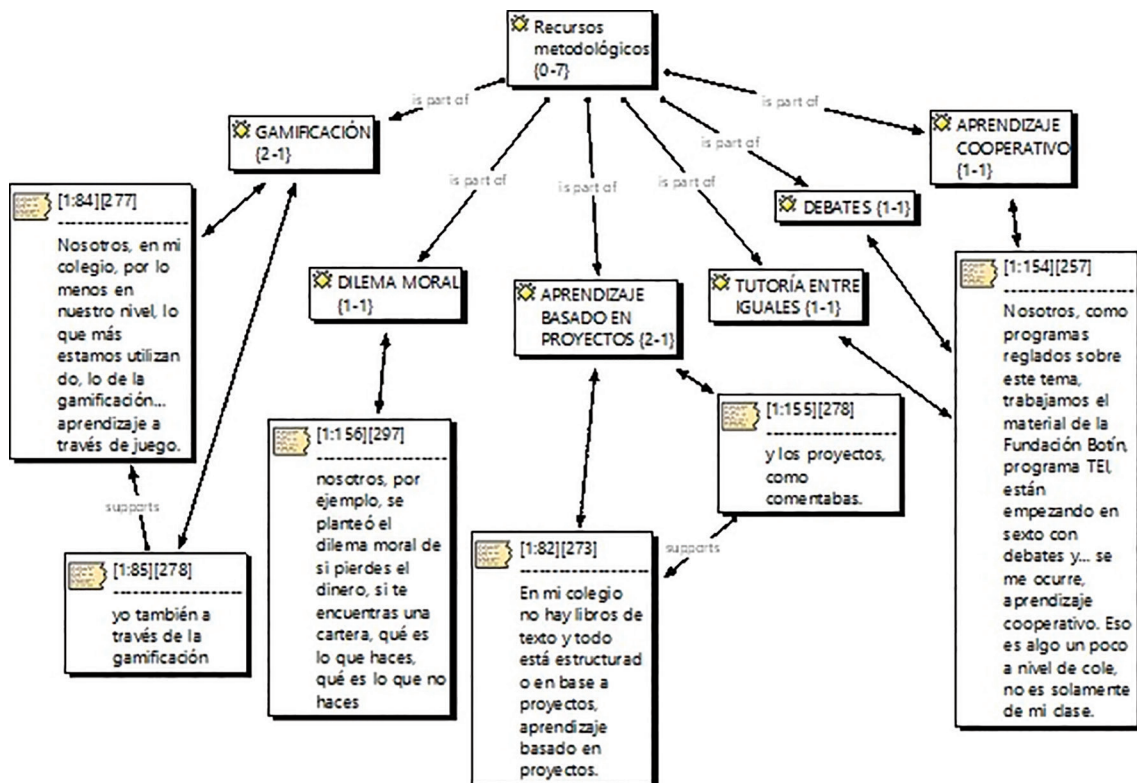 Recursos
metodológicos
{0-7}
is part of
is part of
GAMIFICACIÓN
{2-1}
APRENDIZAJE
COOPERATIVO
{1-1}
is part of
is part of
is part of
is part of
[1:84][277]
Nosotros, en mi
colegio, por lo
menos en
nuestro nivel, lo
que más
estamos utilizan
do, lo de la
gamificación...
aprendizaje a
través de juego.
DEBATES {1-1}
DILEMA MORAL
{1-1}
APRENDIZAJE
BASADO EN
PROYECTOS {2-1}
TUTORÍA ENTRE
IGUALES {1-1}
[1:154][257]
Nosotros, como
programas
reglados sobre
este tema,
trabajamos el
material de la
Fundación Botín,
programa TEI,
están
empezando en
sexto con
debates y... se
me ocurre,
aprendizaje
cooperativo. Eso
es algo un poco
a nivel de cole,
no es solamente
de mi clase.
[1:155][278]
y los proyectos,
como
comentabas.
[1:156][297]
nosotros, por
ejemplo, se
planteó el
dilema moral de
si pierdes el
dinero, si te
encuentras una
cartera, qué es
lo que haces,
qué es lo que no
haces
supports
supports
[1:85][278]
yo también a
través de la
gamificación
[1:82][273]
En mi colegio
no hay libros de
texto y todo
está estructurad
o en base a
proyectos,
aprendizaje
basado en
proyectos.